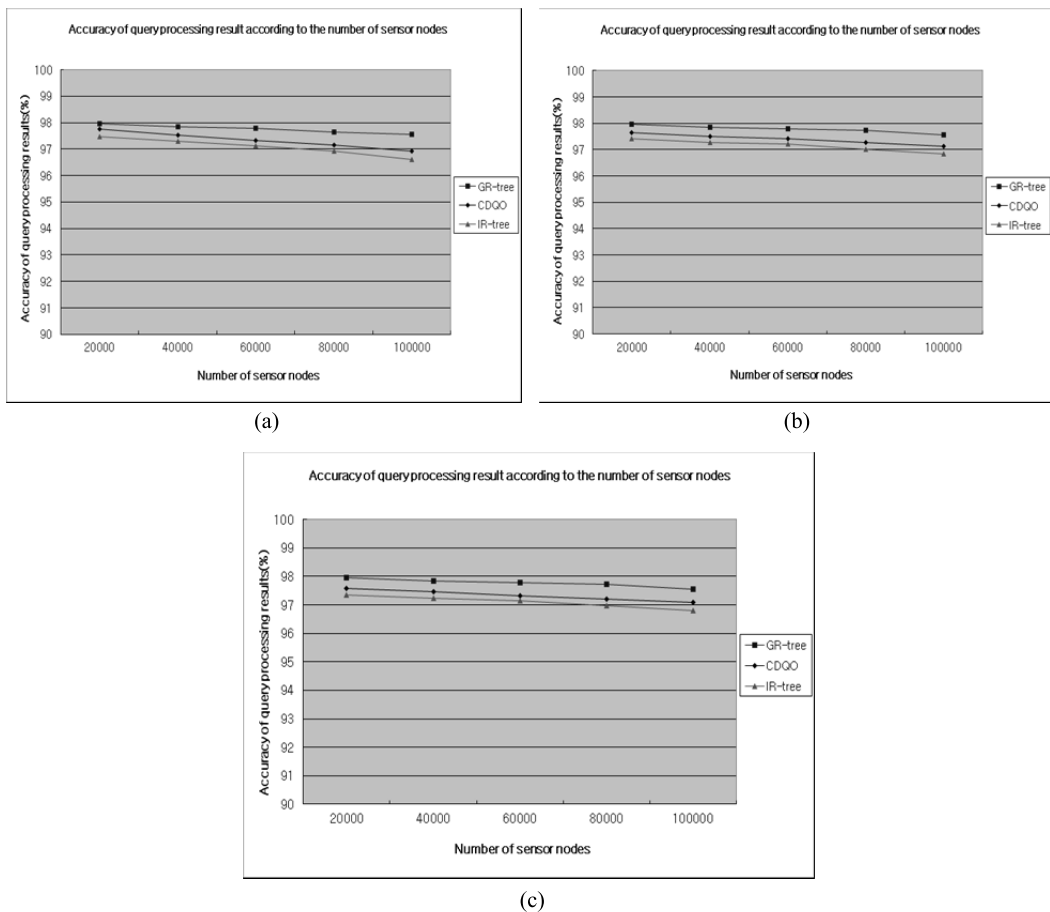 Accuracy of query processing result according to the number of sensor nodes
Accuracy of query processing results(%)
100
99
98
97
96
95
94
93
92
91
90
20000 40000 60000 80000 100000
Number of sensor nodes
GR-tree
CDQO
IR-tree
(a)
Accuracy of query processing result according to the number of sensor nodes
Accuracy of query processing results(%)
100
99
98
97
96
95
94
93
92
91
90
20000 40000 60000 80000 100000
Number of sensor nodes
GR-tree
CDQO
IR-tree
(b)
Accuracy of query processing result according to the number of sensor nodes
Accuracy of query processing results(%)
100
99
98
97
96
95
94
93
92
91
90
20000 40000 60000 80000 100000
Number of sensor nodes
GR-tree
CDQO
IR-tree
(c)